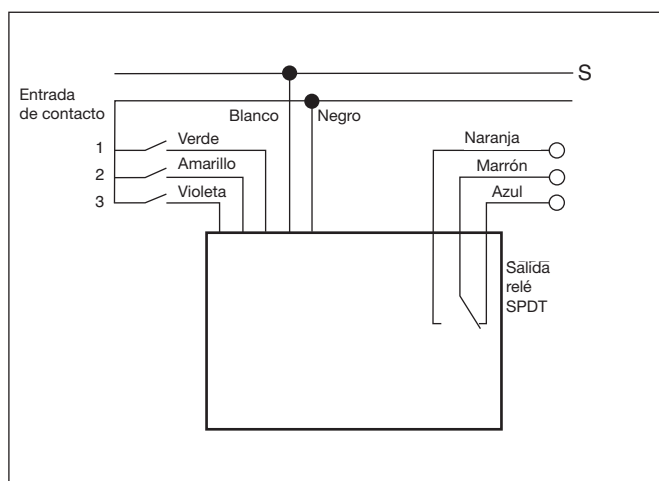 S
Entrada
de contacto
Blanco
Negro
1
Verde
2
Amarillo
3
Violeta
Naranja
Marrón
Azul
Salida
relé
SPDT